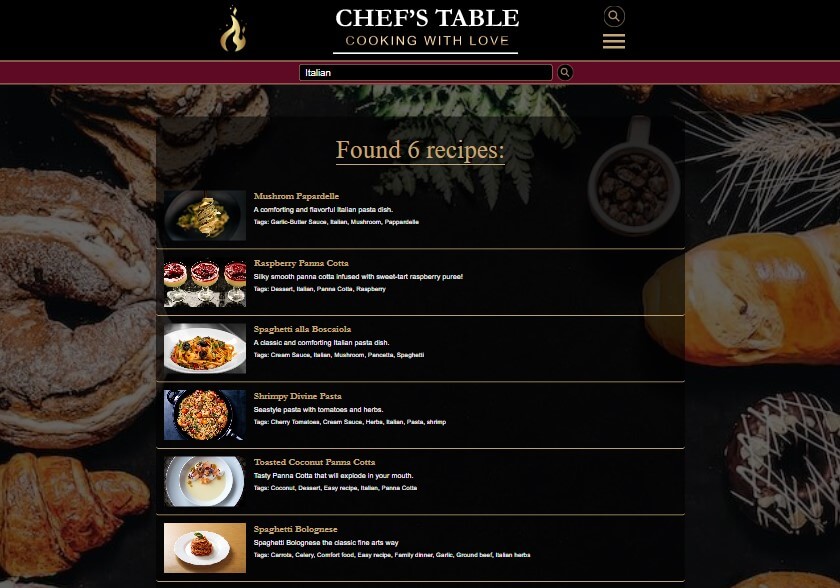 CHEF'S TABLE
COOKING WITH LOVE
Italian
Found 6 recipes:
Mushrom Papardelle
A comforting and flavorful Italian pasta dish.
Tags: Garlic-Butter Sauce, Italian, Mushroom, Pappardelle
Raspberry Panna Cotta
Silky smooth panna cotta infused with sweet-tart raspberry puree!
Tags: Dessert, Italian, Panna Cotta, Raspberry
Spaghetti alla Boscaiola
A classic and comforting Italian pasta dish.
Tags: Cream Sauce, Italian, Mushroom, Pancetta, Spaghetti
Shrimpy Divine Pasta
Seastyle pasta with tomatoes and herbs.
Tags: Cherry Tomatoes, Cream Sauce, Herbs, Italian, Pasta, shrimp
Toasted Coconut Panna Cotta
Tasty Panna Cotta that will explode in your mouth.
Tags: Coconut, Dessert, Easy recipe, Italian, Panna Cotta
Spaghetti Bolognese
Spaghetti Bolognese the classic fine arts way
Tags: Carrots, Celery, Comfort food, Easy recipe, Family dinner, Garlic, Ground beef, Italian herbs